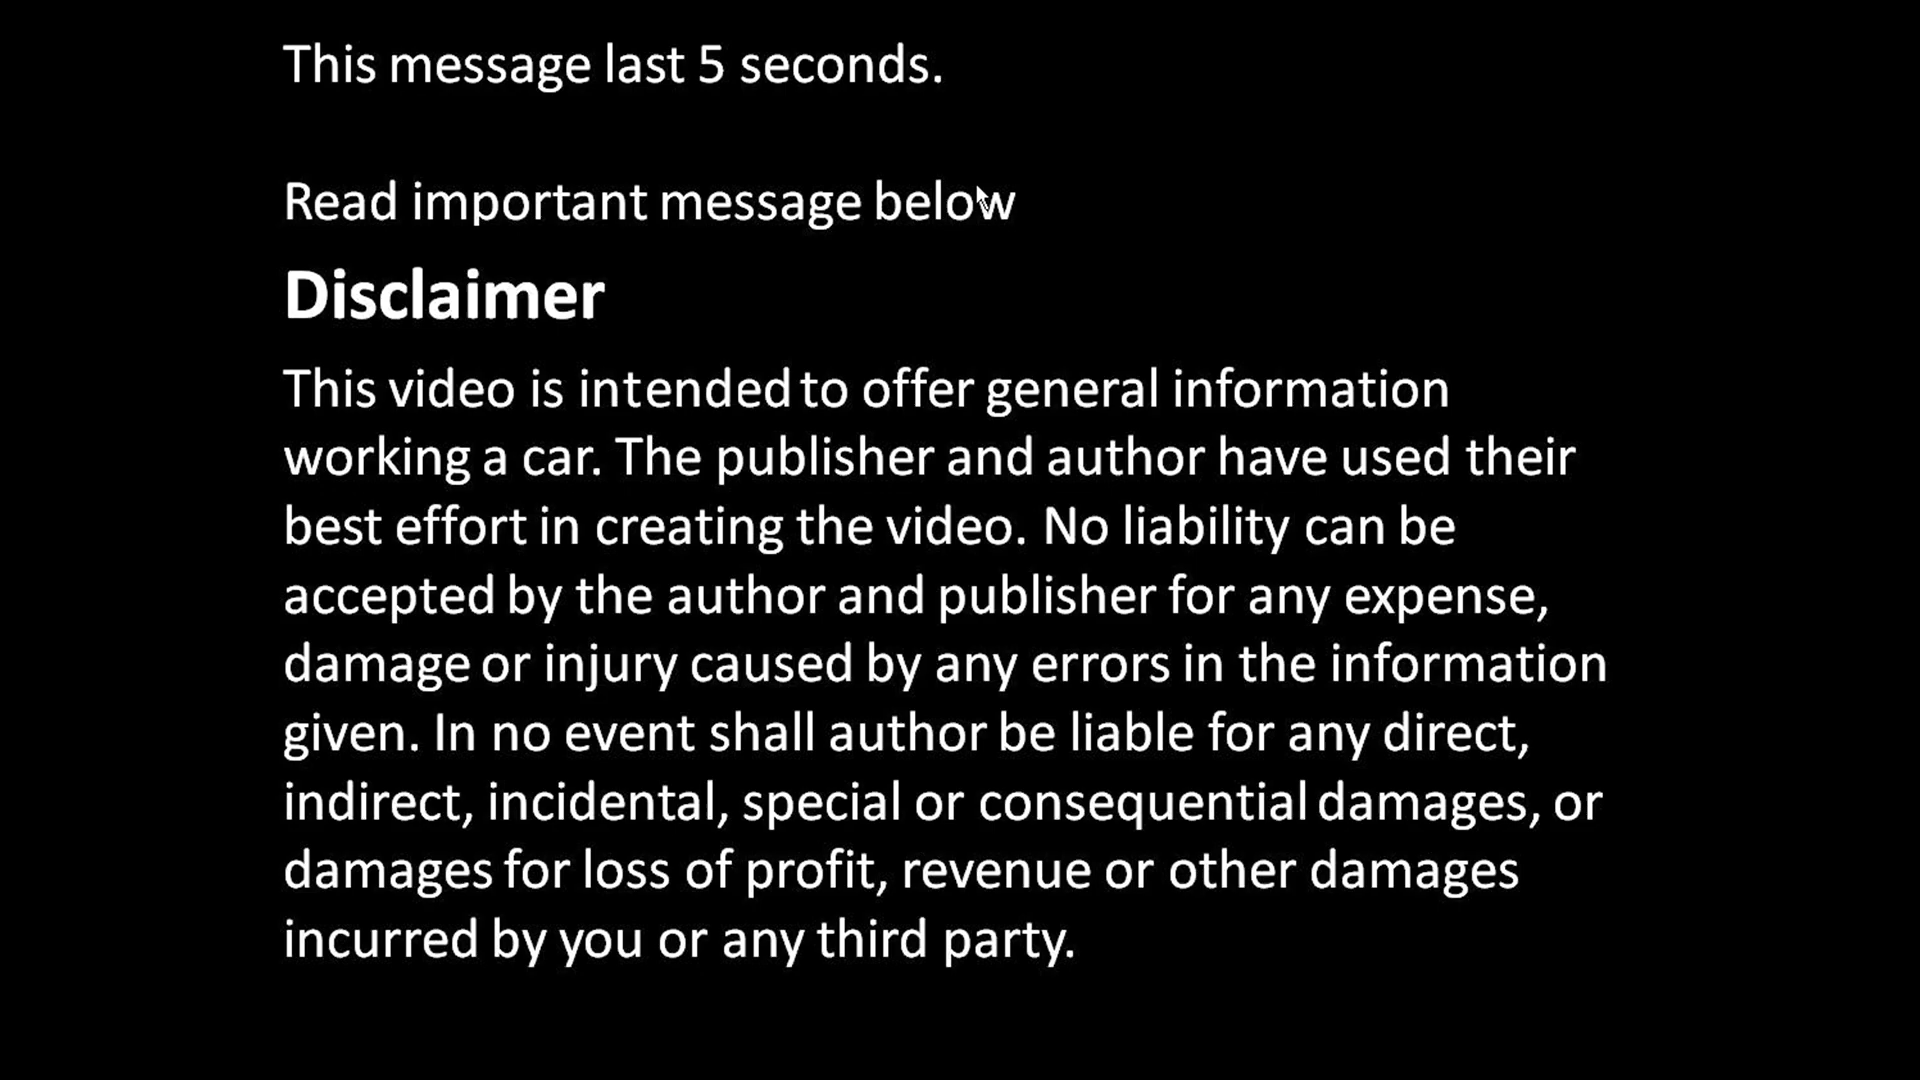 This message last 5 seconds.
Read important message below
Disclaimer
This video is intended to offer general information
working a car. The publisher and author have used their
best effort in creating the video. No liability can be
accepted by the author and publisher for any expense,
damage or injury caused by any errors in the information
given. In no event shall author be liable for any direct,
indirect, incidental, special or consequential damages, or
damages for loss of profit, revenue or other damages
incurred by you or any third party.